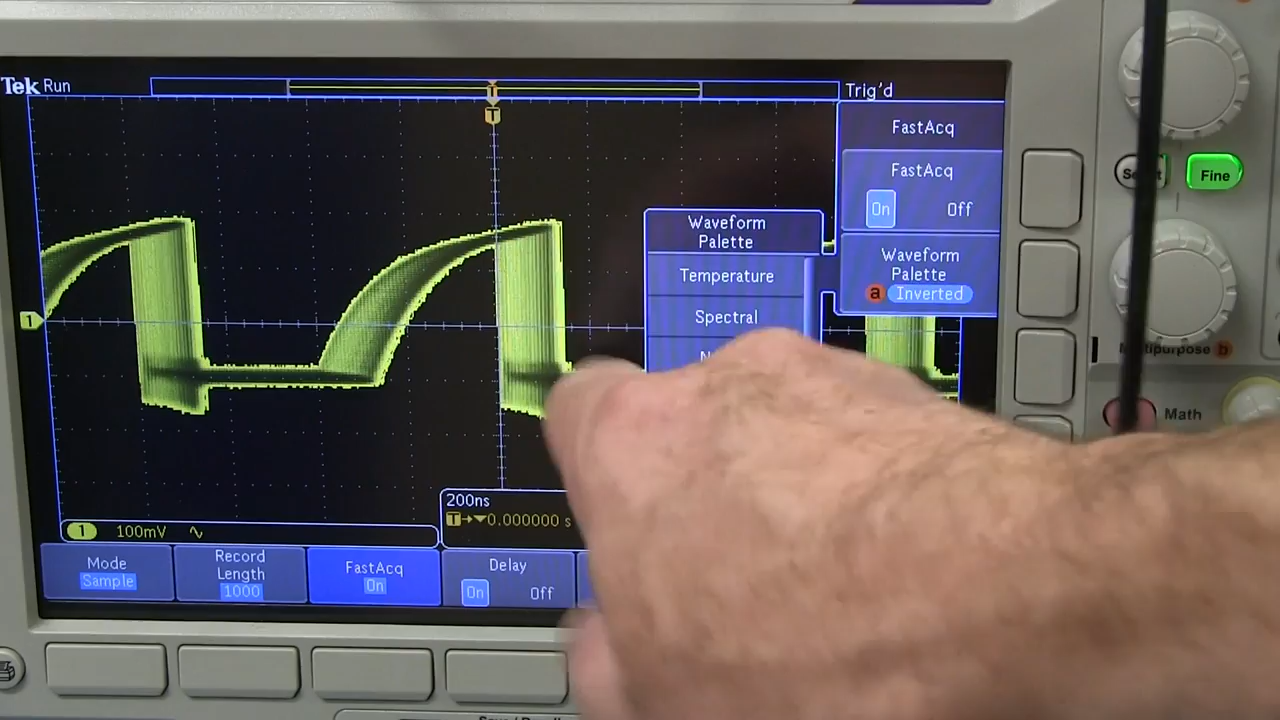 Tek Run
Trig'd
T
T
FastAcq
FastAcq
On Off
Waveform
Palette
a Inverted
Waveform
Palette
Temperature
Spectral
1
200ns
T 0.000000 s
1 100mV
Mode
Sample
Record
Length
1000
FastAcq
On
Delay
On Off
Fine
Multipurpose b
Math